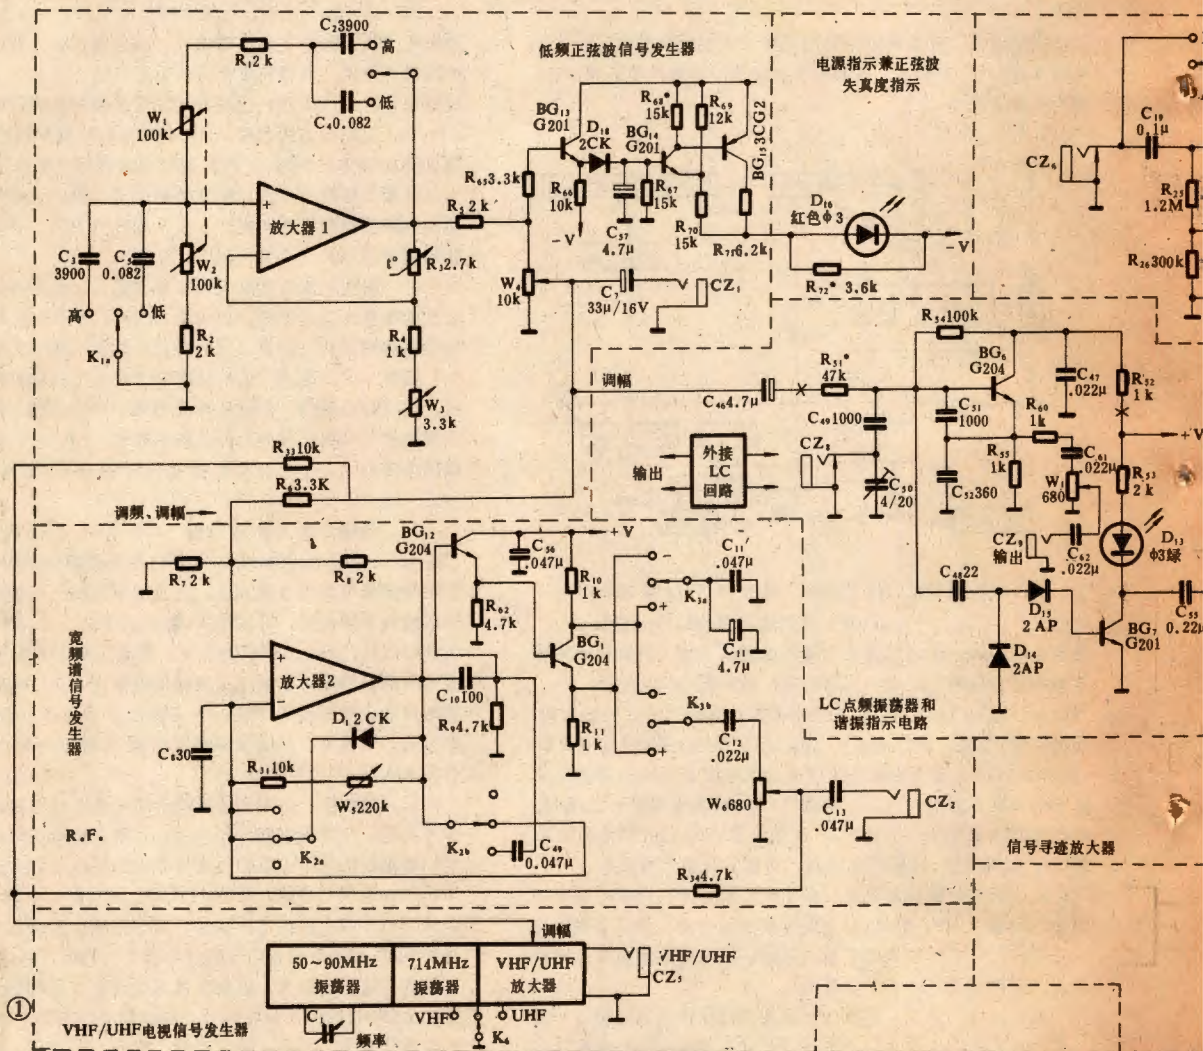 C₂3900
高
R₁2k
低
C₄0.082
W₁
100k
C₃
3900
C₅
0.082
W₂
100k
高
低
K₁ₐ
R₂
2k
放大器 1
+
−
t°
R₃2.7k
R₄
1k
W₃
3.3k
低频正弦波信号发生器
BG₁₃
G201
D₁₈
2CK
BG₁₄
G201
R₆₈*
15k
R₆₉
12k
BG₁₅3CG2
R₆₅3.3k
R₅2k
R₆₆
10k
−V
C₅₇
4.7μ
R₆₇
15k
R₇₀
15k
R₇₅6.2k
W₄
10k
C₇
33μ/16V
CZ₁
电源指示兼正弦波
失真度指示
D₁₆
红色Φ3
−V
R₇₂* 3.6k
CZ₆
C₁₉
0.1μ
R₂₅
1.2M
R₂₆300k
调幅
C₄₆4.7μ
R₅₁*
47k
R₅₄100k
BG₆
G204
C₄₇
.022μ
R₅₂
1k
C₄₉1000
C₅₁
1000
R₆₀
1k
C₆₁
.022μ
+V
CZ₈
外接
LC
回路
输出
C₅₀
4/20
C₅₂360
R₅₅
1k
W₁
680
R₅₃
2k
CZ₉
输出
C₆₂
.022μ
D₁₃
φ3绿
C₄₈22
D₁₅
2AP
D₁₄
2AP
BG₇
G201
C₅₃
0.22μ
LC点频振荡器和
谐振指示电路
R₃₃10k
R₆3.3K
调频、调幅
R₇2k
R₈2k
BG₁₂
G204
C₅₆
.047μ
+V
R₁₀
1k
C₁₁′
.047μ
K₃ₐ
C₁₁
4.7μ
R₆₂
4.7k
BG₁
G204
宽频谱信号发生器
放大器2
+
−
C₁₀100
R₉4.7k
R₁₁
1k
K₃b
C₁₂
.022μ
D₁2CK
C₈30
R₃₁10k
W₅220k
W₆680
C₁₃
.047μ
CZ₂
R.F.
K₂ₐ
K₂b
C₄₉
0.047μ
R₃₄4.7k
信号寻迹放大器
调幅
50～90MHz
振荡器
714MHz
振荡器
VHF/UHF
放大器
VHF/UHF
CZ₅
①
VHF/UHF电视信号发生器
C
频率
VHF
UHF
K₄